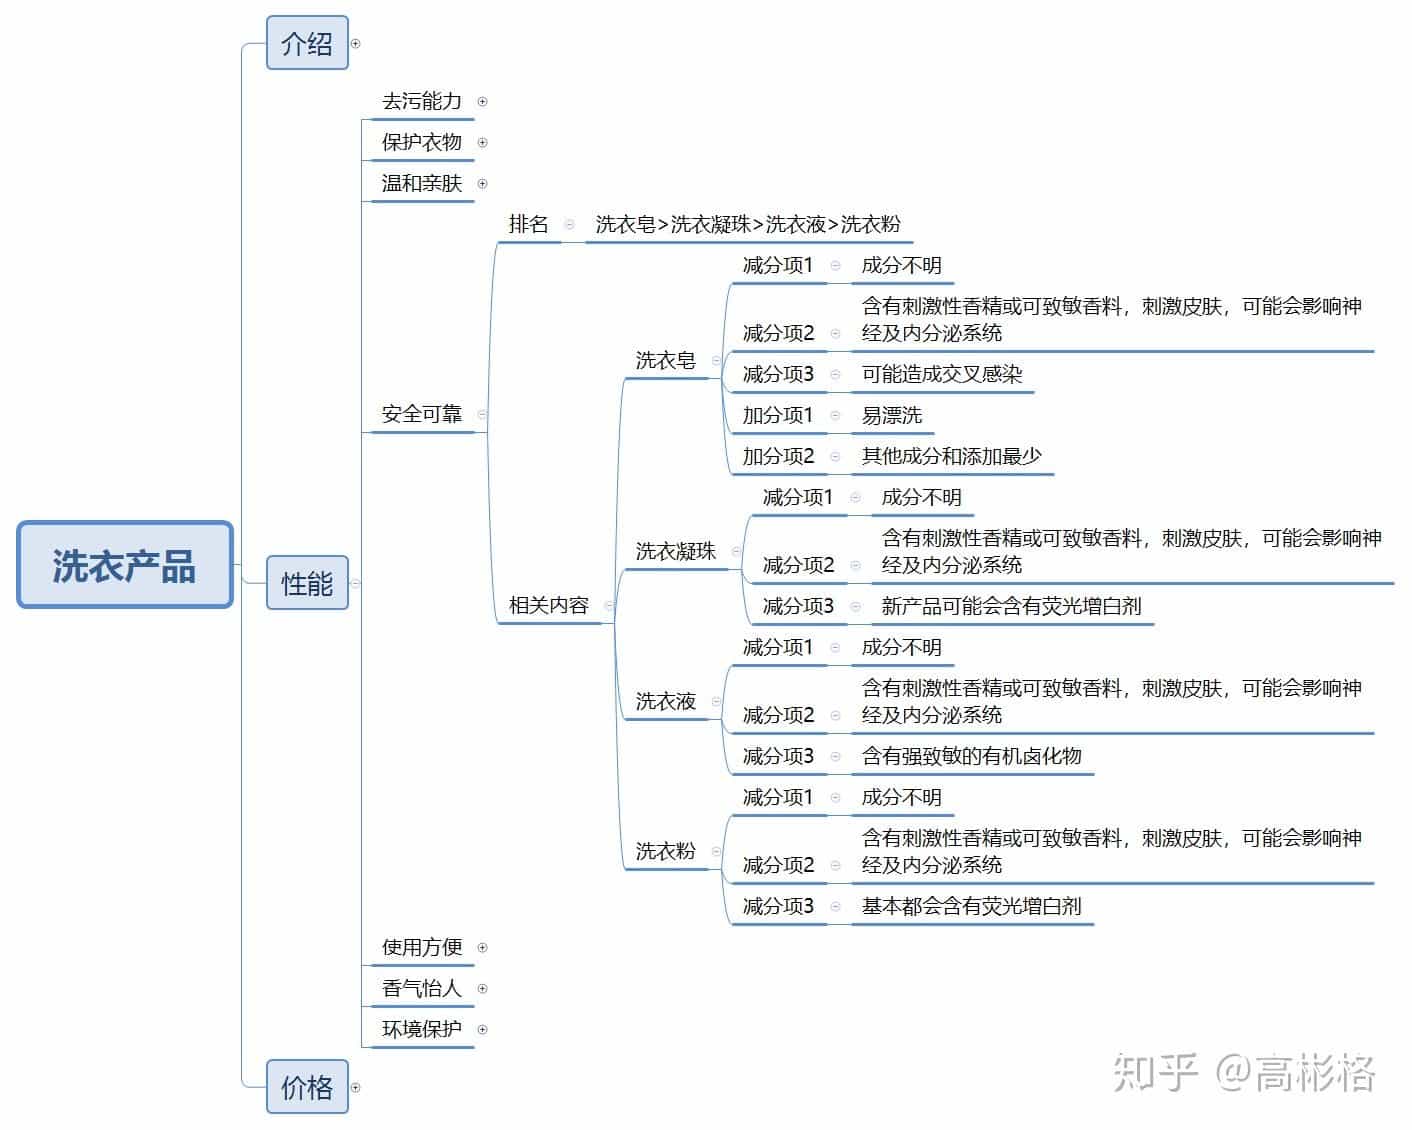 介绍
去污能力
保护衣物
温和亲肤
排名
洗衣皂>洗衣凝珠>洗衣液>洗衣粉
减分项1
成分不明
含有刺激性香精或可致敏香料，刺激皮肤，可能会影响神
减分项2
经及内分泌系统
洗衣皂
减分项3
可能造成交叉感染
安全可靠
加分项1
易漂洗
加分项2
其他成分和添加最少
减分项1
成分不明
洗衣凝珠
含有刺激性香精或可致敏香料，刺激皮肤，可能会影响神
减分项2
经及内分泌系统
洗衣产品
性能
相关内容
减分项3
新产品可能会含有荧光增白剂
减分项1
成分不明
洗衣液
含有刺激性香精或可致敏香料，刺激皮肤，可能会影响神
减分项2
经及内分泌系统
减分项3
含有强致敏的有机卤化物
减分项1
成分不明
洗衣粉
含有刺激性香精或可致敏香料，刺激皮肤，可能会影响神
减分项2
经及内分泌系统
减分项3
基本都会含有荧光增白剂
使用方便
香气怡人
环境保护
价格
知乎 @高彬格